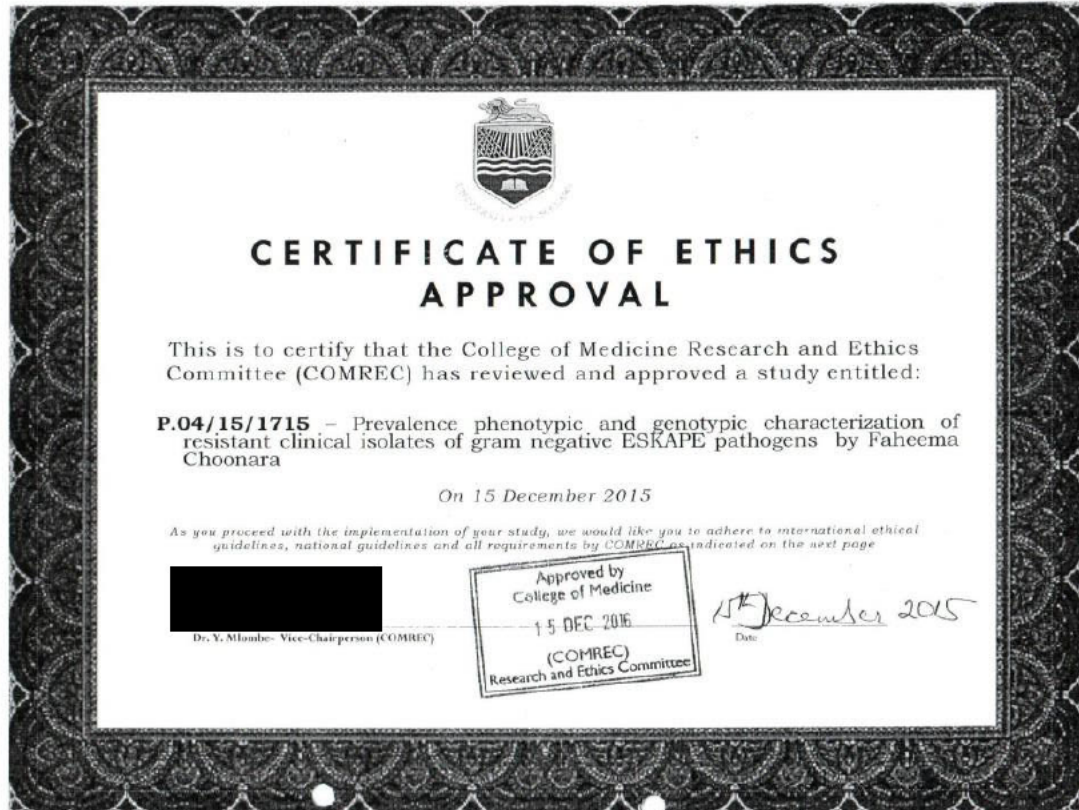 CERTIFICATE OF ETHICS
APPROVAL
This is to certify that the College of Medicine Research and Ethics
Committee (COMREC) has reviewed and approved a study entitled:
P.04/15/1715 – Prevalence phenotypic and genotypic characterization of
resistant clinical isolates of gram negative ESKAPE pathogens by Faheema
Choonara
On 15 December 2015
As you proceed with the implementation of your study, we would like you to adhere to international ethical
guidelines, national guidelines and all requirements by COMREC as indicated on the next page
Approved by
College of Medicine
15 DEC 2016
(COMREC)
Research and Ethics Committee
15th December 2015
Dr. Y. Mlombe- Vice-Chairperson (COMREC)
Date